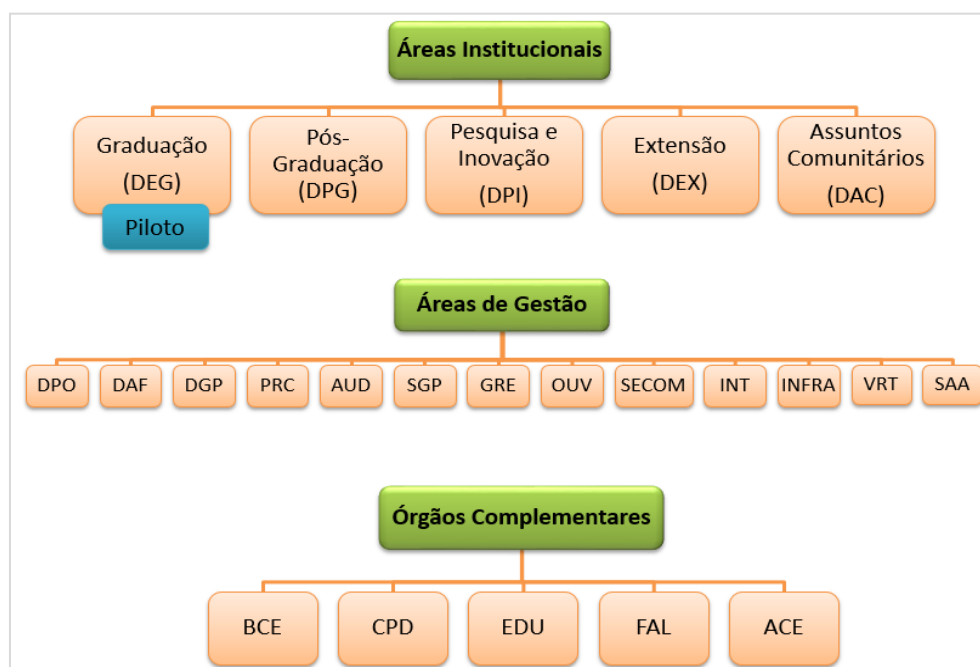 Áreas Institucionais
Graduação
(DEG)
Pós-
Graduação
(DPG)
Pesquisa e
Inovação
(DPI)
Extensão
(DEX)
Assuntos
Comunitários
(DAC)
Piloto
Áreas de Gestão
DPO
DAF
DGP
PRC
AUD
SGP
GRE
OUV
SECOM
INT
INFRA
VRT
SAA
Órgãos Complementares
BCE
CPD
EDU
FAL
ACE